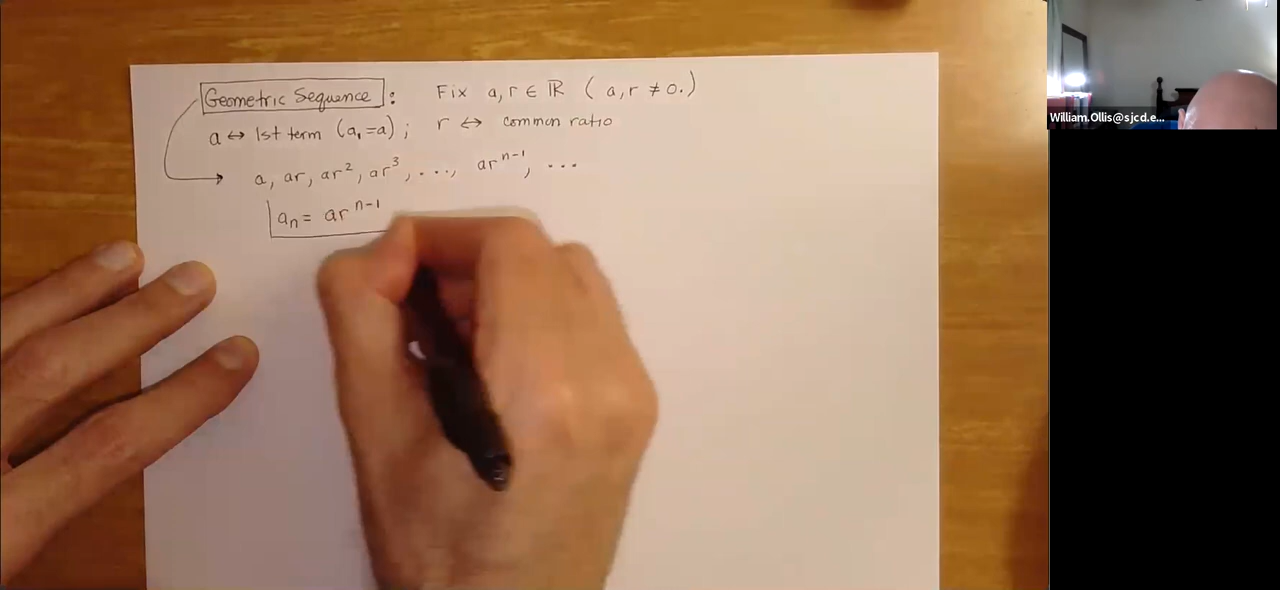 Geometric Sequence: Fix a, r ∈ ℝ (a, r ≠ 0.)
a ↔ 1st term (a₁ = a); r ↔ common ratio
a, ar, ar², ar³, . . ., arⁿ⁻¹, . . .
aₙ = arⁿ⁻¹
William.Ollis@sjcd.e...